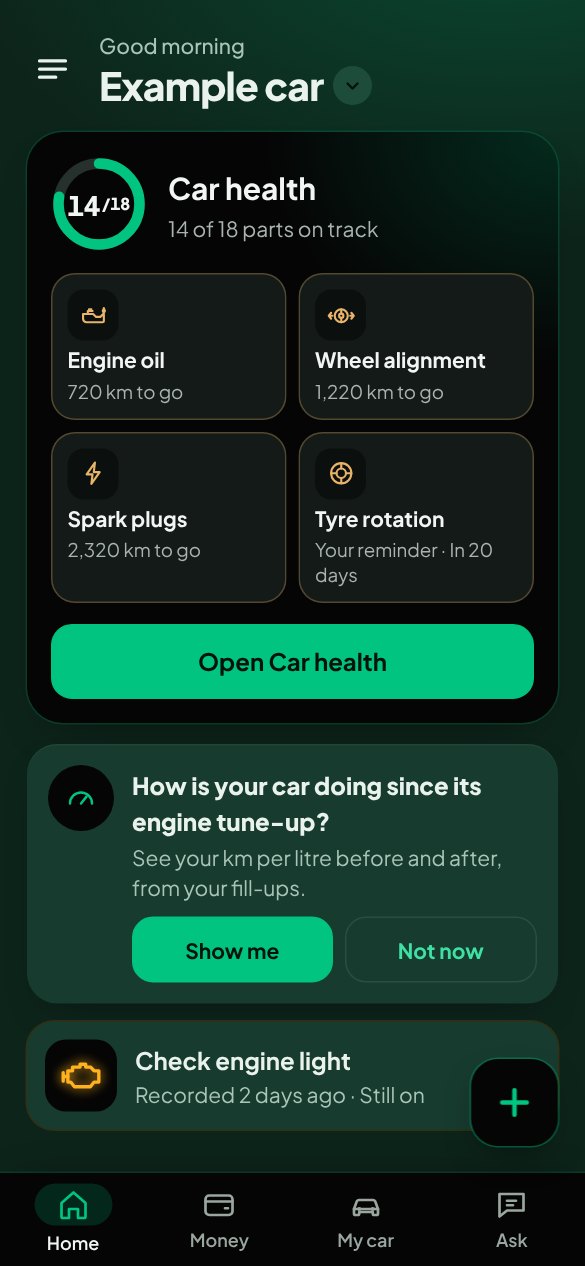 Good morning
Example car
14/18
Car health
14 of 18 parts on track
Engine oil
720 km to go
Wheel alignment
1,220 km to go
Spark plugs
2,320 km to go
Tyre rotation
Your reminder · In 20
days
Open Car health
How is your car doing since its
engine tune-up?
See your km per litre before and after,
from your fill-ups.
Show me
Not now
Check engine light
Recorded 2 days ago · Still on
Home
Money
My car
Ask